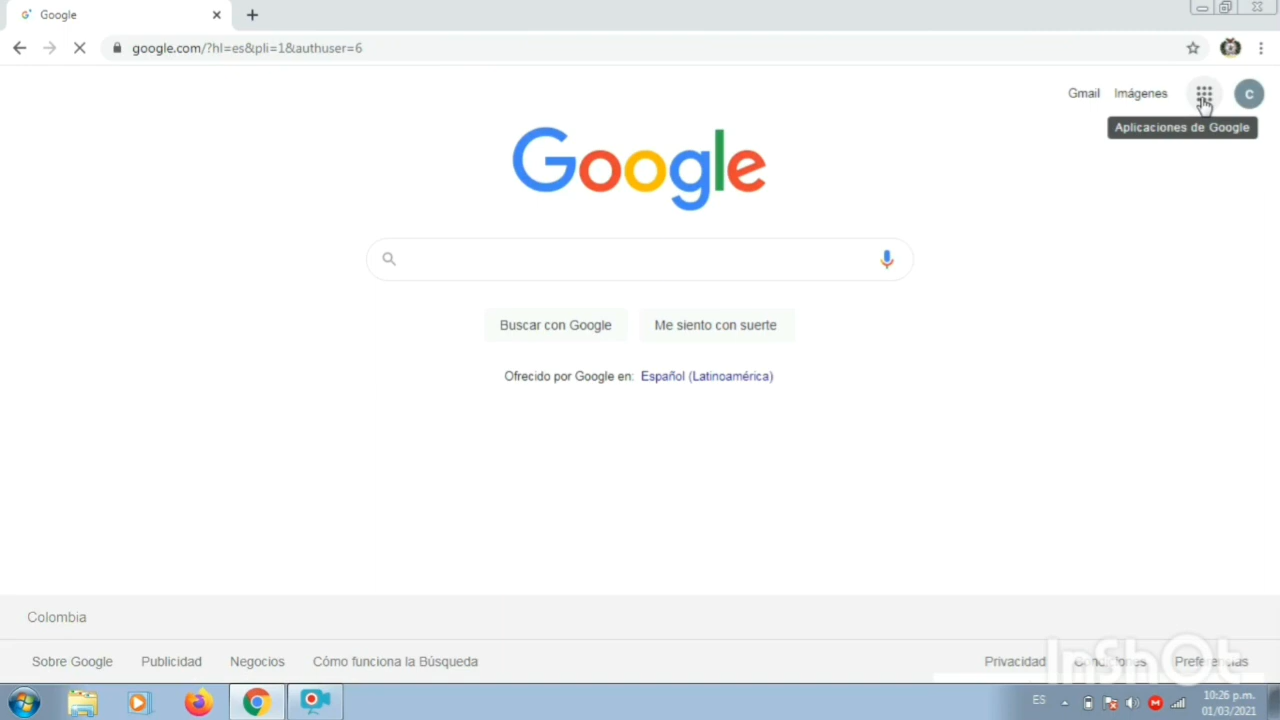 Google
google.com/?hl=es&pli=1&authuser=6
Gmail Imágenes C
Aplicaciones de Google
Google
Buscar con Google Me siento con suerte
Ofrecido por Google en: Español (Latinoamérica)
Colombia
Sobre Google Publicidad Negocios Cómo funciona la Búsqueda Privacidad Condiciones Preferencias
InShOt
ES 10:26 p.m.
01/03/2021